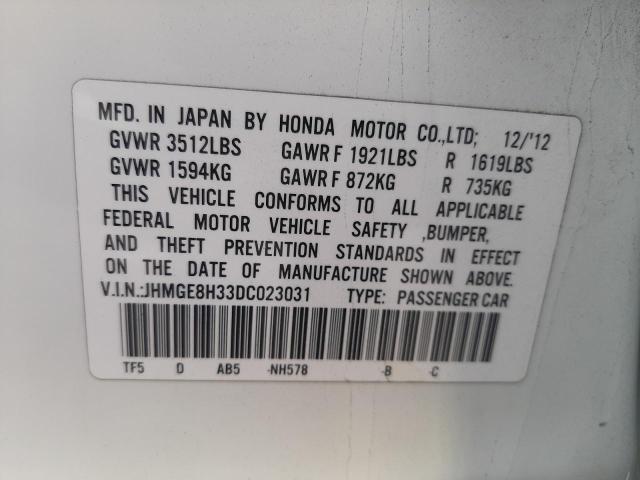 MFD. IN JAPAN BY HONDA MOTOR CO.,LTD; 12/'12
GVWR 3512LBS GAWR F 1921LBS R 1619LBS
GVWR 1594KG GAWR F 872KG R 735KG
THIS VEHICLE CONFORMS TO ALL APPLICABLE
FEDERAL MOTOR VEHICLE SAFETY ,BUMPER,
AND THEFT PREVENTION STANDARDS IN EFFECT
ON THE DATE OF MANUFACTURE SHOWN ABOVE.
V.I.N.:JHMGE8H33DC023031 TYPE: PASSENGER CAR
TF5 D AB5 -NH578 -B -C